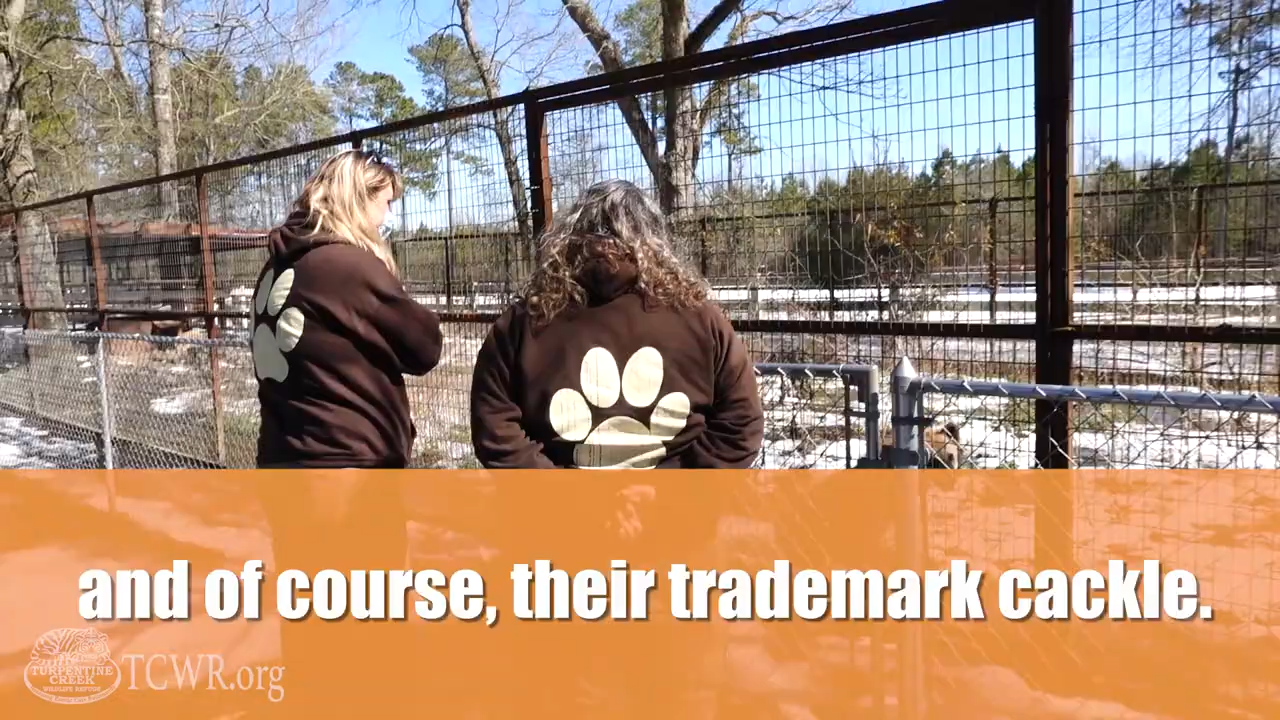 and of course, their trademark cackle.
TURPENTINE
CREEK
WILDLIFE REFUGE
TCWR.org